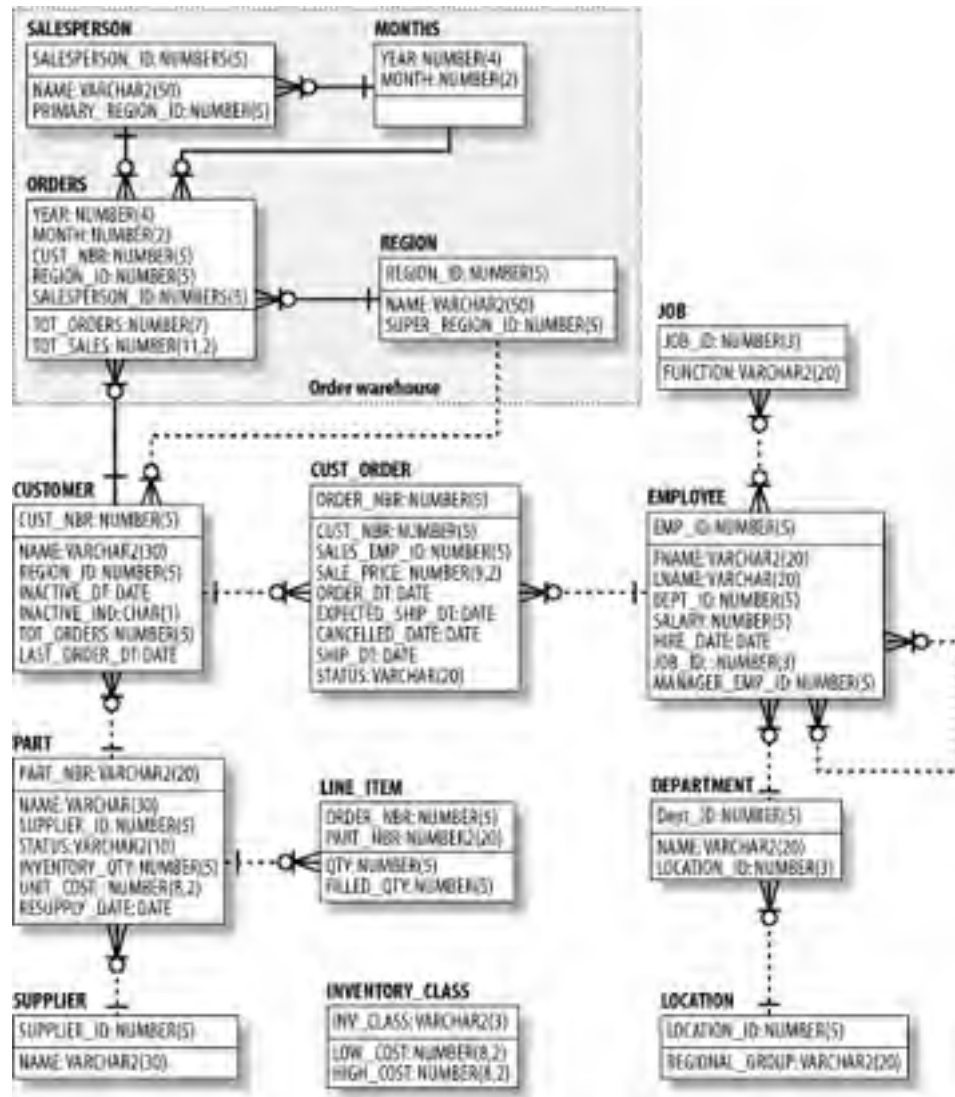 SALESPERSON
SALESPERSON_ID:NUMBERS(5)
NAME:VARCHAR2(50)
PRIMARY_REGION_ID:NUMBER(5)
MONTHS
YEAR:NUMBER(4)
MONTH:NUMBER(2)
ORDERS
YEAR:NUMBER(4)
MONTH:NUMBER(2)
CUST_NBR:NUMBER(5)
REGION_ID:NUMBER(5)
SALESPERSON_ID:NUMBERS(5)
TOT_ORDERS:NUMBER(7)
TOT_SALES:NUMBER(11,2)
REGION
REGION_ID:NUMBER(5)
NAME:VARCHAR2(50)
SUPER_REGION_ID:NUMBER(5)
Order warehouse
JOB
JOB_ID:NUMBER(3)
FUNCTION:VARCHAR2(20)
CUSTOMER
CUST_NBR:NUMBER(5)
NAME:VARCHAR2(30)
REGION_ID:NUMBER(5)
INACTIVE_DT:DATE
INACTIVE_IND:CHAR(1)
TOT_ORDERS:NUMBER(5)
LAST_ORDER_DT:DATE
CUST_ORDER
ORDER_NBR:NUMBER(5)
CUST_NBR:NUMBER(5)
SALES_EMP_ID:NUMBER(5)
SALE_PRICE:NUMBER(9,2)
ORDER_DT:DATE
EXPECTED_SHIP_DT:DATE
CANCELLED_DATE:DATE
SHIP_DT:DATE
STATUS:VARCHAR(20)
EMPLOYEE
EMP_ID:NUMBER(5)
FNAME:VARCHAR2(20)
LNAME:VARCHAR(20)
DEPT_ID:NUMBER(5)
SALARY:NUMBER(5)
HIRE_DATE:DATE
JOB_ID:.NUMBER(3)
MANAGER_EMP_ID:NUMBER(5)
PART
PART_NBR:VARCHAR2(20)
NAME:VARCHAR(30)
SUPPLIER_ID:NUMBER(5)
STATUS:VARCHAR2(10)
INVENTORY_QTY:NUMBER(5)
UNIT_COST_NUMBER(8,2)
RESUPPLY_DATE:DATE
LINE_ITEM
ORDER_NBR:NUMBER(5)
PART_NBR:NUMBER2(20)
QTY:NUMBER(5)
FILLED_QTY:NUMBER(5)
DEPARTMENT
Dept_ID:NUMBER(5)
NAME:VARCHAR2(20)
LOCATION_ID:NUMBER(3)
SUPPLIER
SUPPLIER_ID:NUMBER(5)
NAME:VARCHAR2(30)
INVENTORY_CLASS
INV_CLASS:VARCHAR2(3)
LOW_COST:NUMBER(8,2)
HIGH_COST:NUMBER(8,2)
LOCATION
LOCATION_ID:NUMBER(5)
REGIONAL_GROUP:VARCHAR2(20)